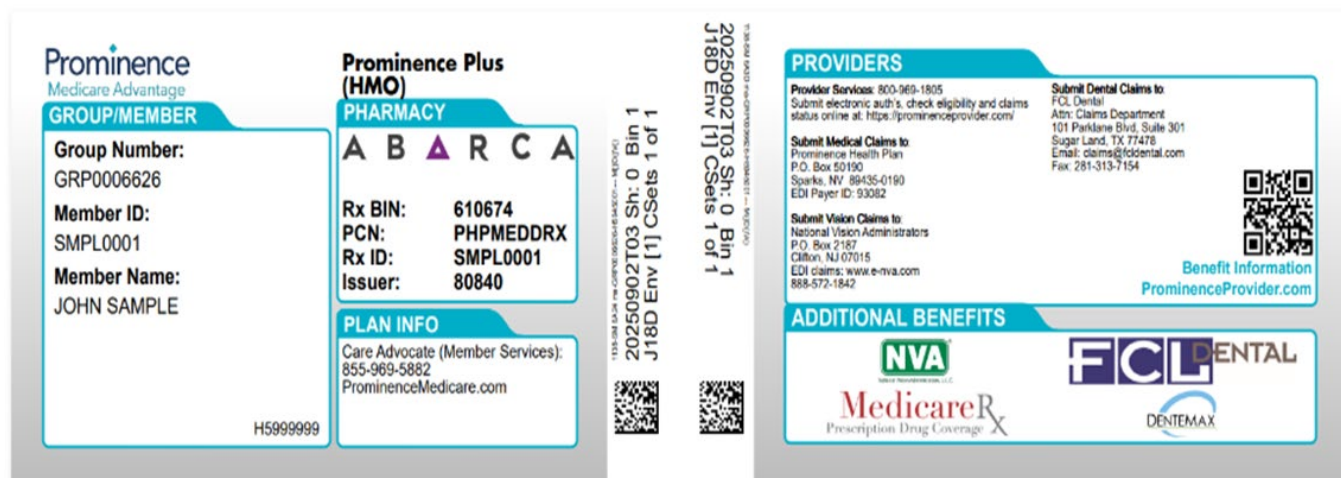 Prominence
Medicare Advantage
Prominence Plus
(HMO)
GROUP/MEMBER
Group Number:
GRP0006626
Member ID:
SMPL0001
Member Name:
JOHN SAMPLE
H5999999
PHARMACY
ABARCA
Rx BIN: 610674
PCN: PHPMEDDRX
Rx ID: SMPL0001
Issuer: 80840
PLAN INFO
Care Advocate (Member Services):
855-969-5882
ProminenceMedicare.com
20250902T03 Sh: 0 Bin 1
J18D Env [1] CSets 1 of 1
20250902T03 Sh: 0 Bin 1
J18D Env [1] CSets 1 of 1
PROVIDERS
Provider Services: 800-969-1805
Submit electronic auth's, check eligibility and claims
status online at: https://prominenceprovider.com/
Submit Medical Claims to:
Prominence Health Plan
P.O. Box 50190
Sparks, NV 89435-0190
EDI Payer ID: 93082
Submit Vision Claims to:
National Vision Administrators
P.O. Box 2187
Clifton, NJ 07015
EDI claims: www.e-nva.com
888-572-1842
Submit Dental Claims to:
FCL Dental
Attn: Claims Department
101 Parklane Blvd, Suite 301
Sugar Land, TX 77478
Email: claims@fcldental.com
Fax: 281-313-7154
Benefit Information
ProminenceProvider.com
ADDITIONAL BENEFITS
NVA
FCL DENTAL
MedicareRx
Prescription Drug Coverage
DENTEMAX